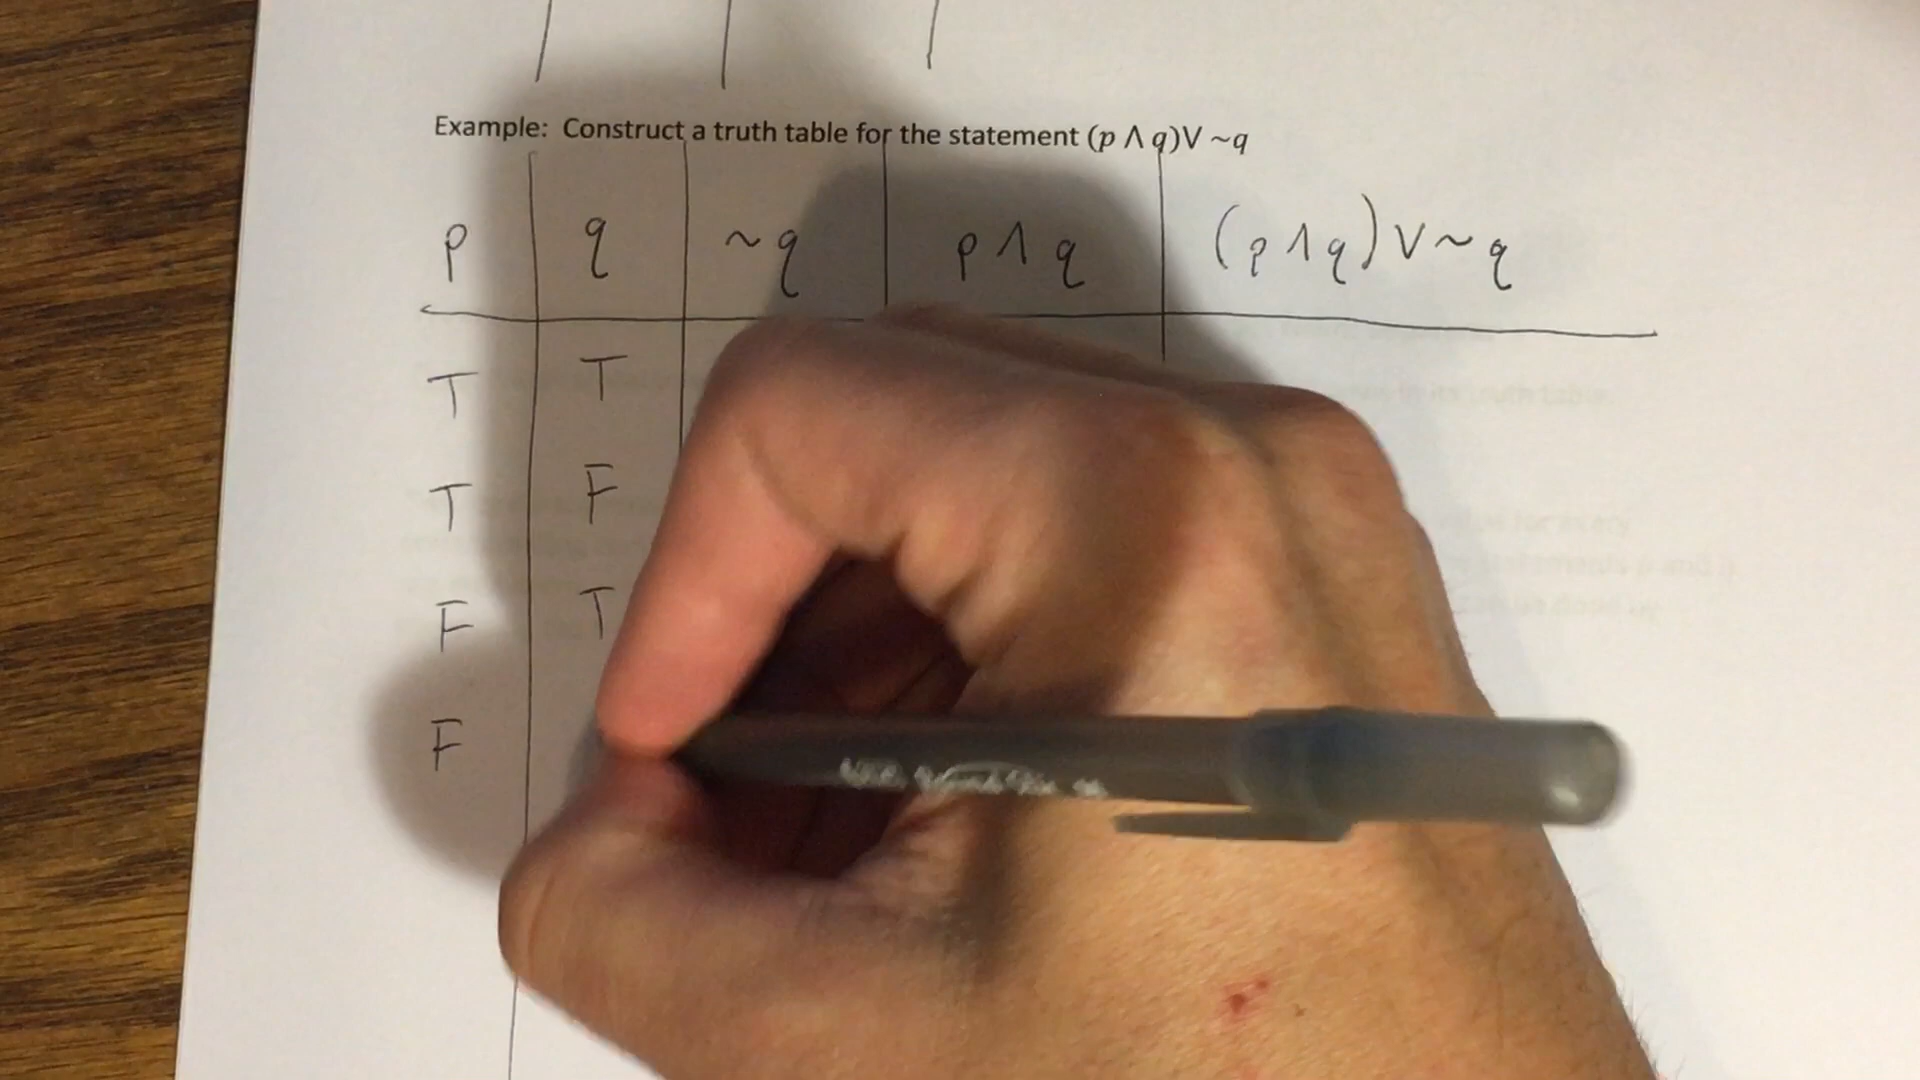 Example: Construct a truth table for the statement (p ∧ q)∨ ~q
p q ~q p ∧ q (p ∧ q) ∨ ~ q
T T
T F
F T
F